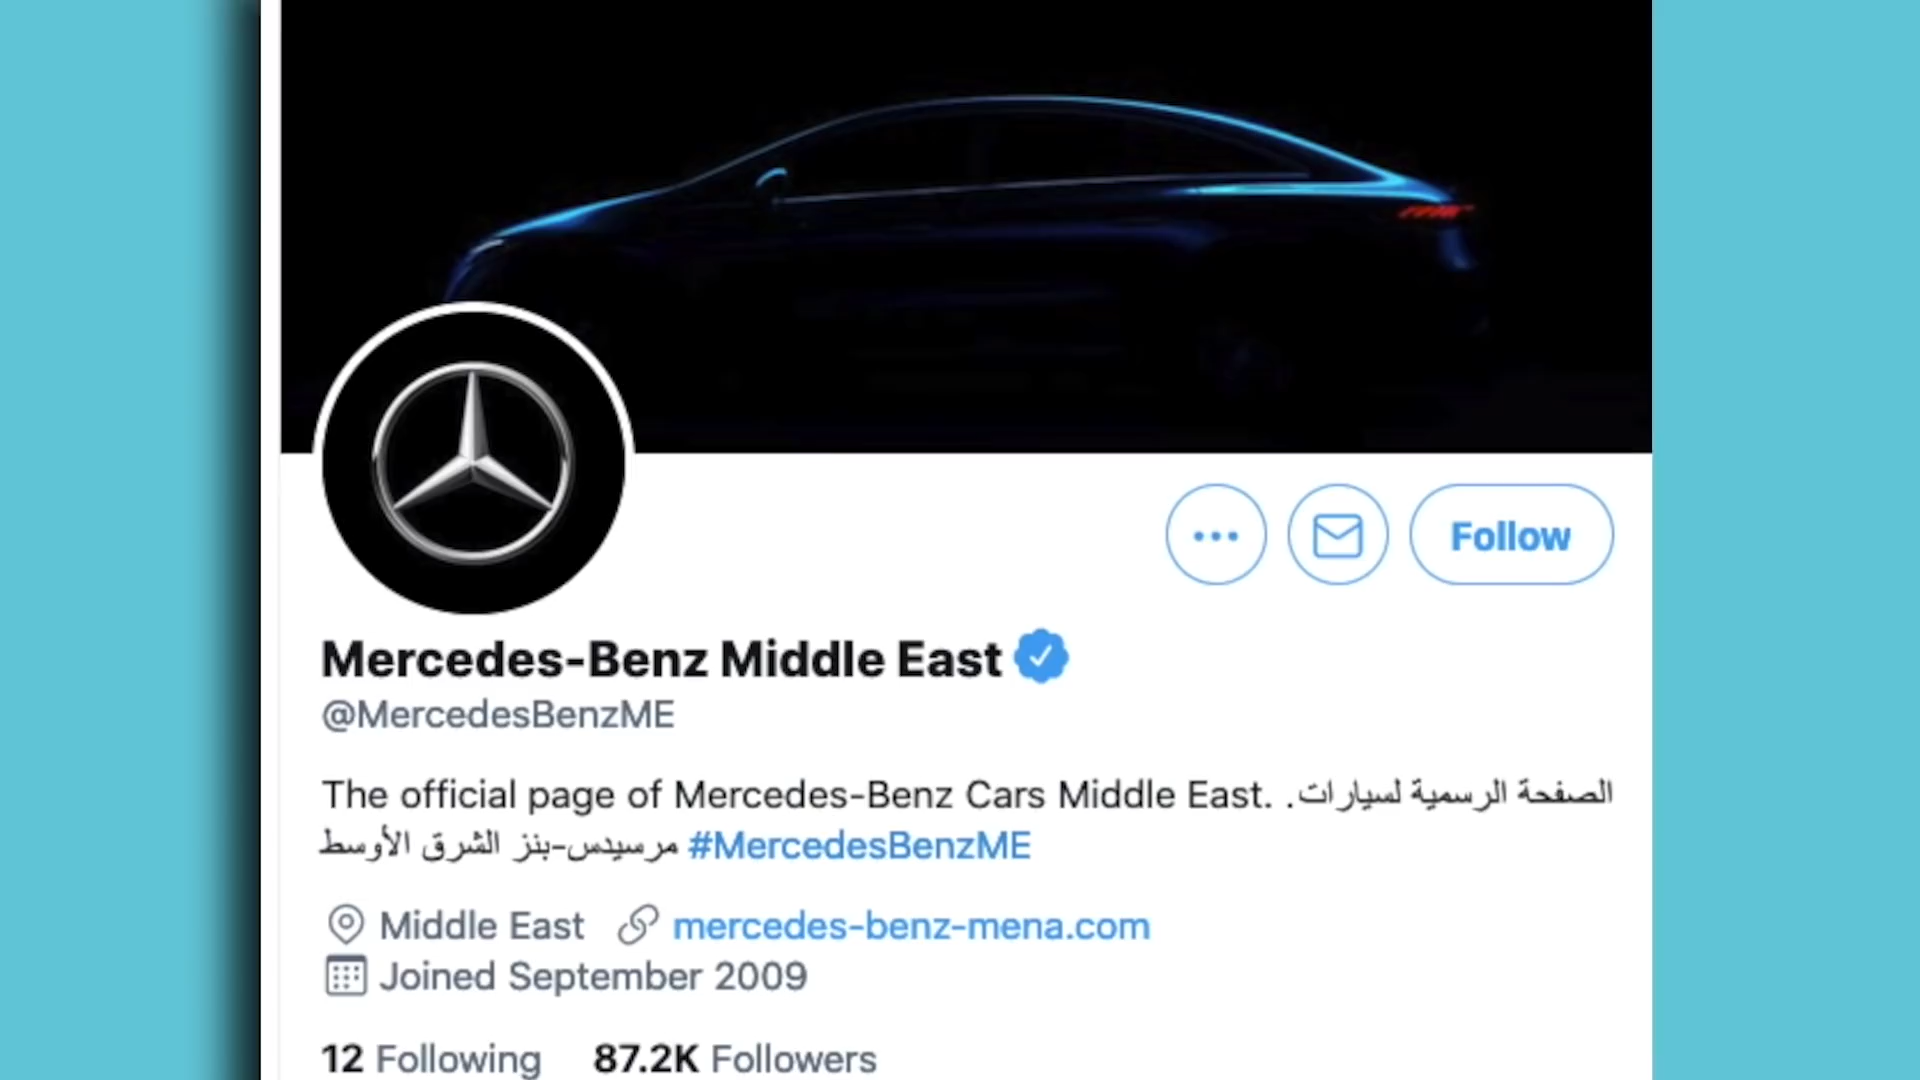 Follow
Mercedes-Benz Middle East
@MercedesBenzME
The official page of Mercedes-Benz Cars Middle East. .الصفحة الرسمية لسيارات
مرسيدس-بنز الشرق الأوسط #MercedesBenzME
Middle East mercedes-benz-mena.com
Joined September 2009
12 Following 87.2K Followers